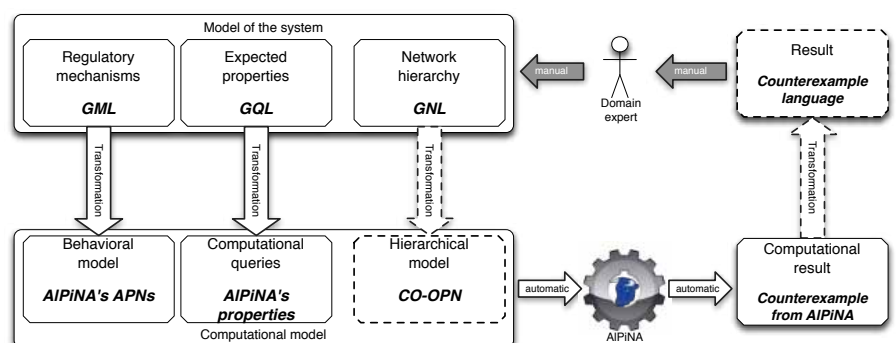 Model of the system
Regulatory
mechanisms
GML
Expected
properties
GQL
Network
hierarchy
GNL
manual
Domain
expert
manual
Result
Counterexample
language
Transformation
Transformation
Transformation
Transformation
Behavioral
model
AlPiNA's APNs
Computational
queries
AlPiNA's
properties
Hierarchical
model
CO-OPN
Computational model
automatic
AlPiNA
automatic
Computational
result
Counterexample
from AlPiNA